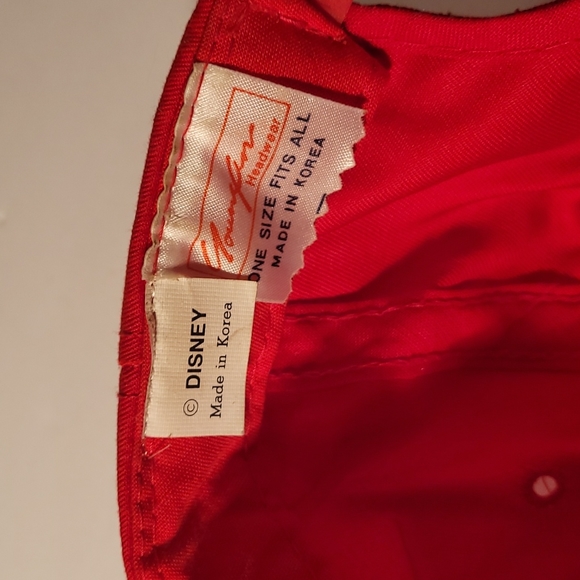 Youngan
Headwear
ONE SIZE FITS ALL
MADE IN KOREA
© DISNEY
Made in Korea